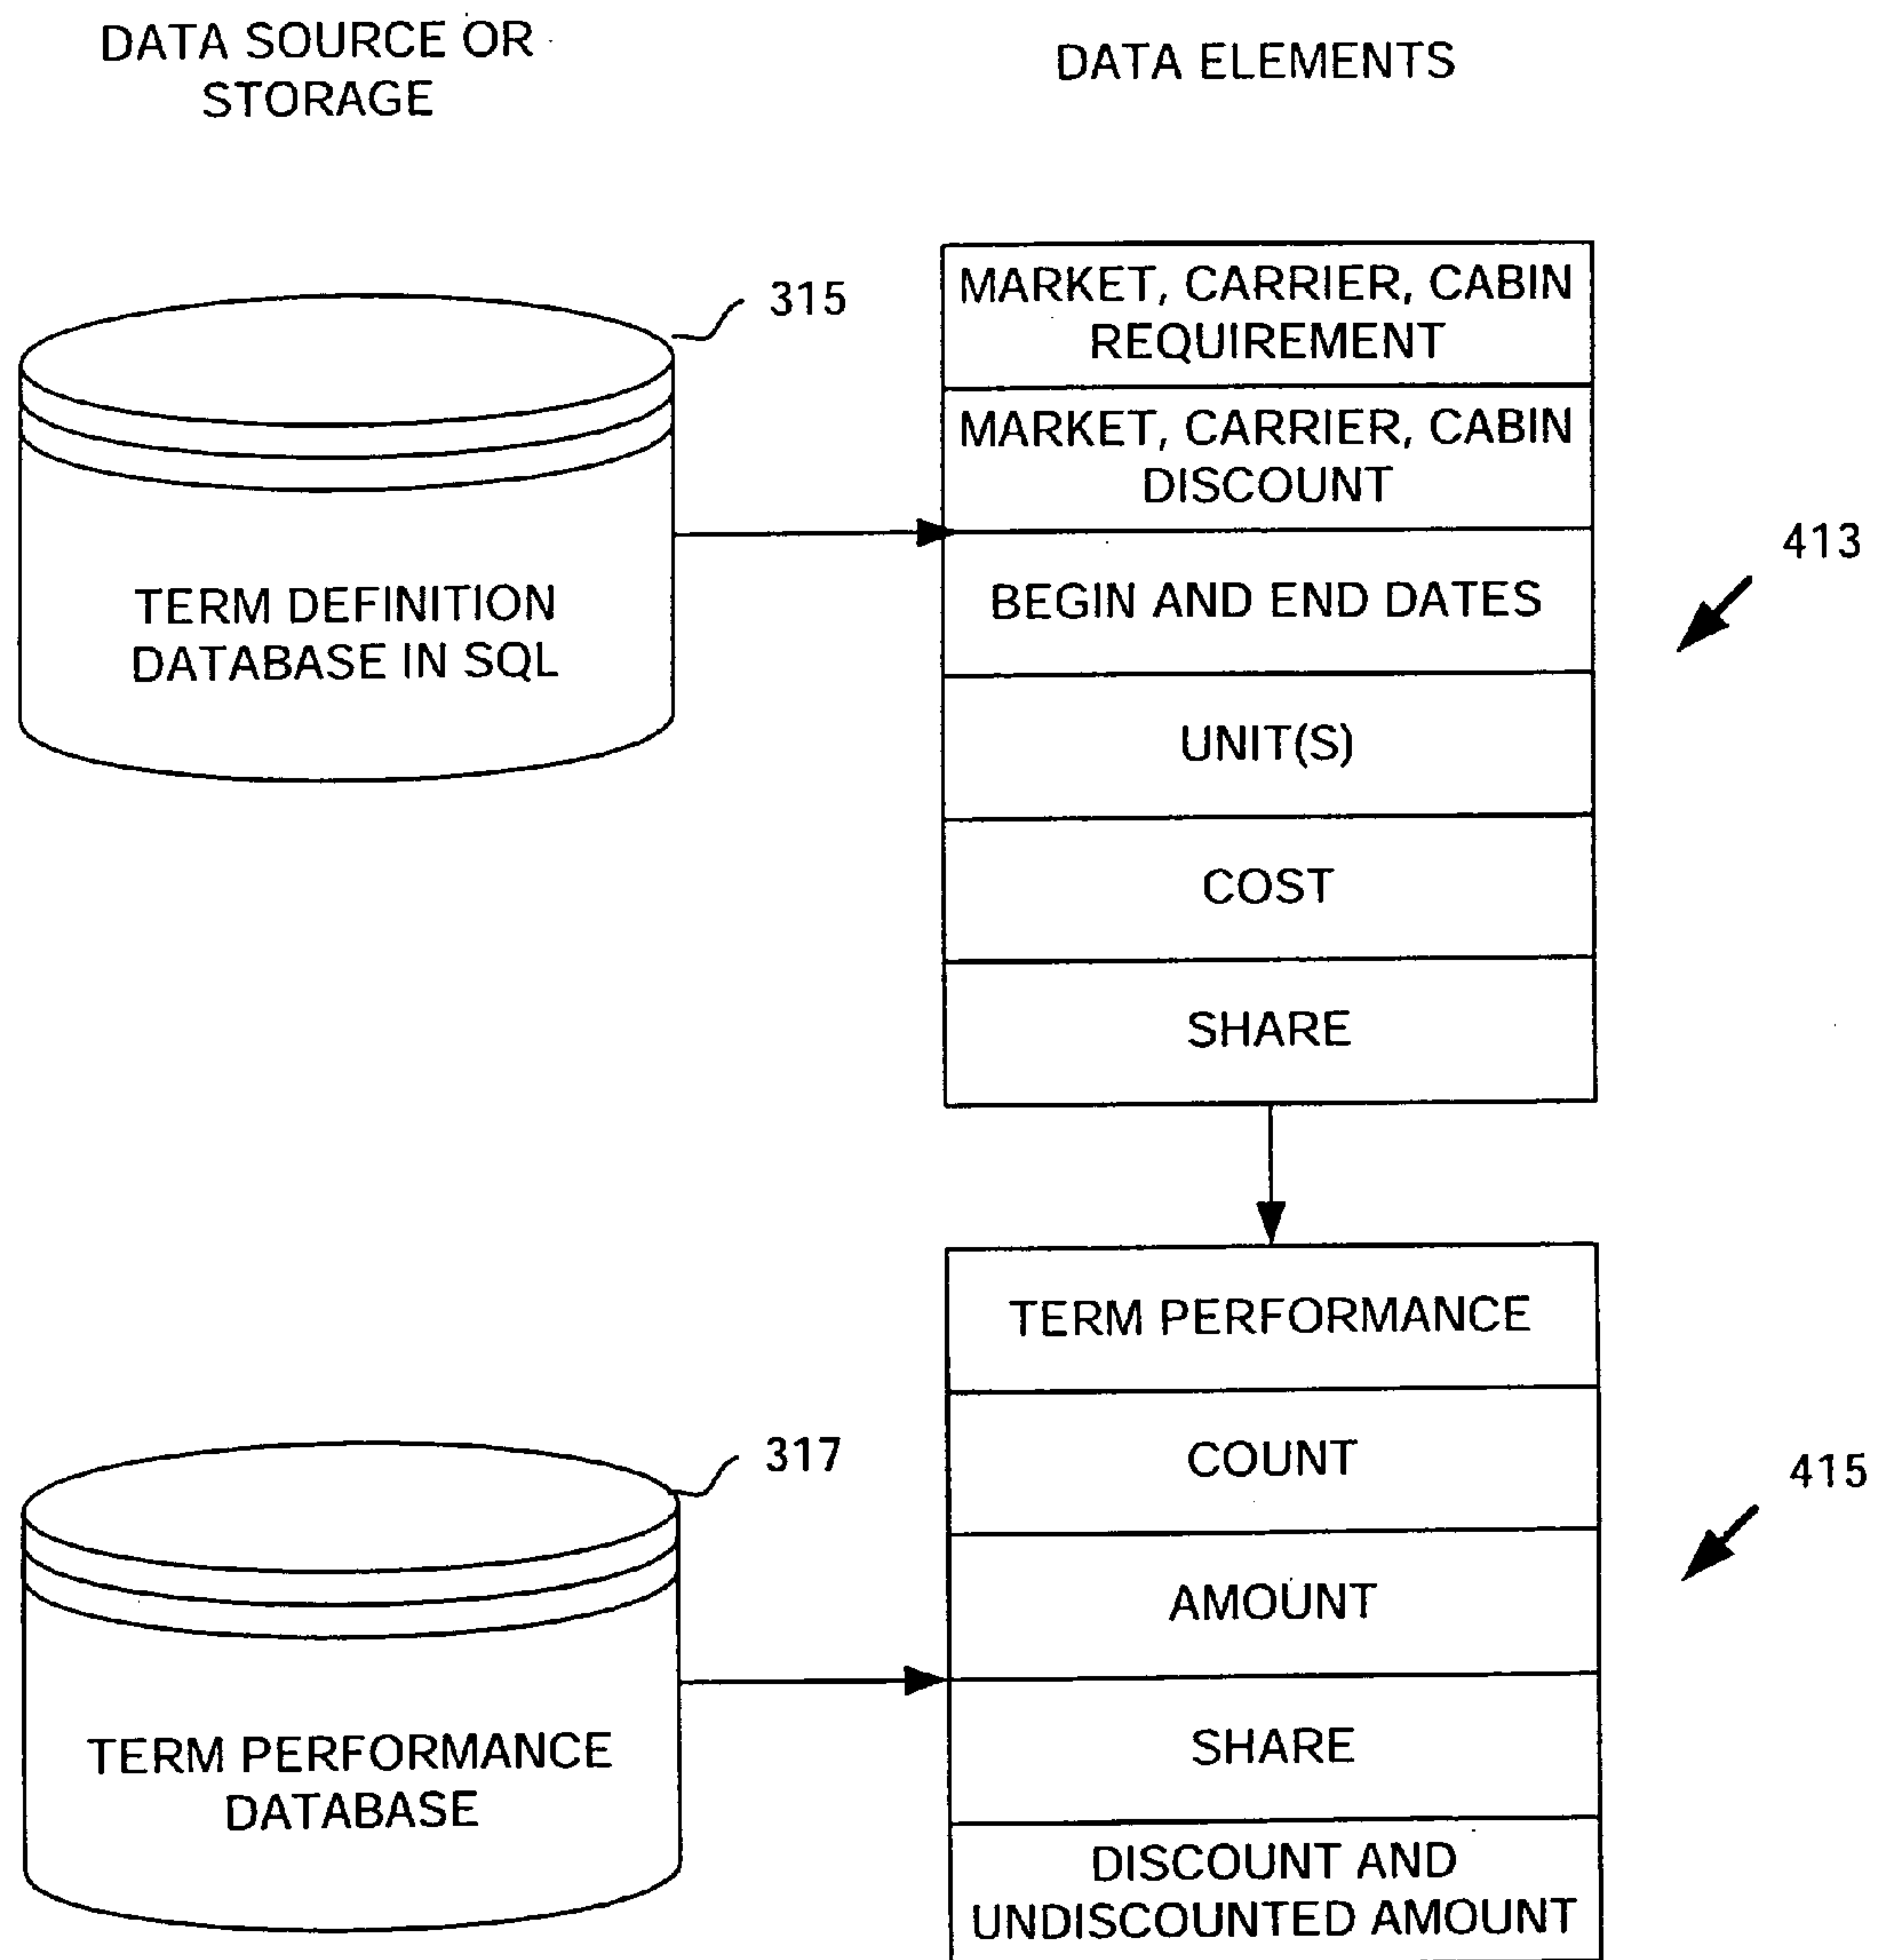 DATA SOURCE OR
STORAGE
DATA ELEMENTS
315
TERM DEFINITION
DATABASE IN SQL
MARKET, CARRIER, CABIN
REQUIREMENT
MARKET, CARRIER, CABIN
DISCOUNT
BEGIN AND END DATES
UNIT(S)
COST
SHARE
413
317
TERM PERFORMANCE
DATABASE
TERM PERFORMANCE
COUNT
AMOUNT
SHARE
DISCOUNT AND
UNDISCOUNTED AMOUNT
415